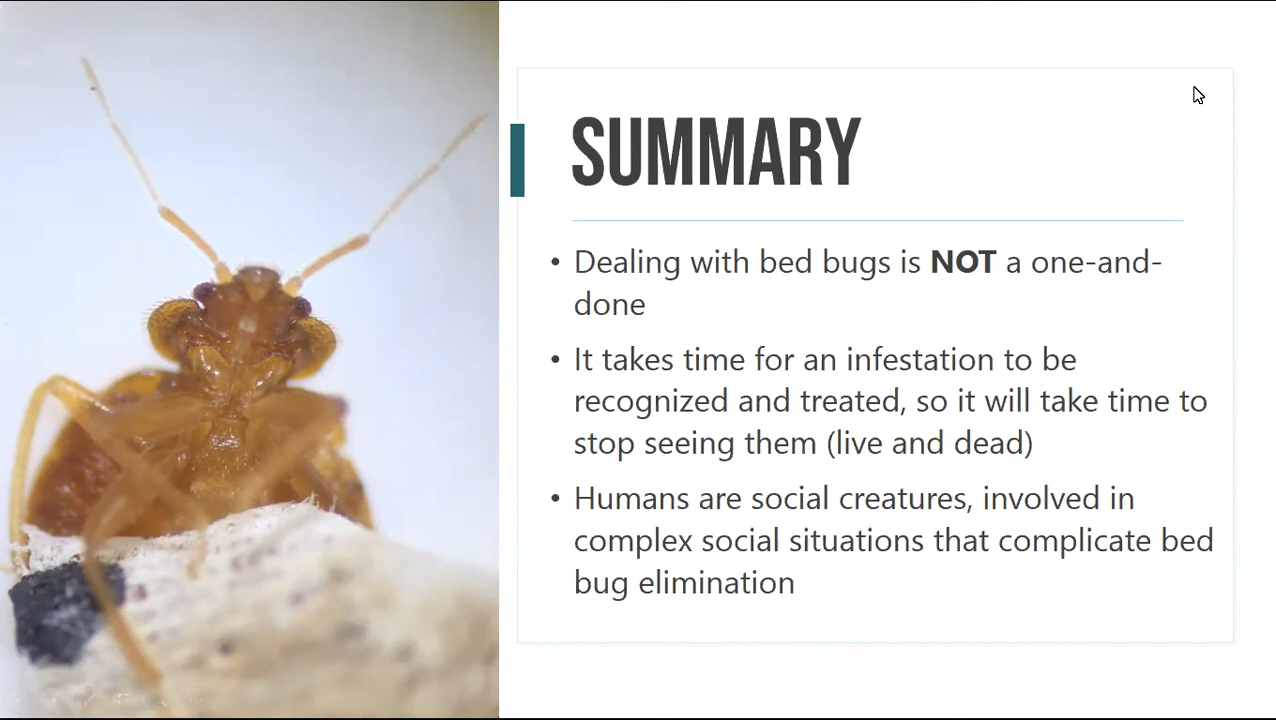 SUMMARY
• Dealing with bed bugs is NOT a one-and-
done
• It takes time for an infestation to be
recognized and treated, so it will take time to
stop seeing them (live and dead)
• Humans are social creatures, involved in
complex social situations that complicate bed
bug elimination